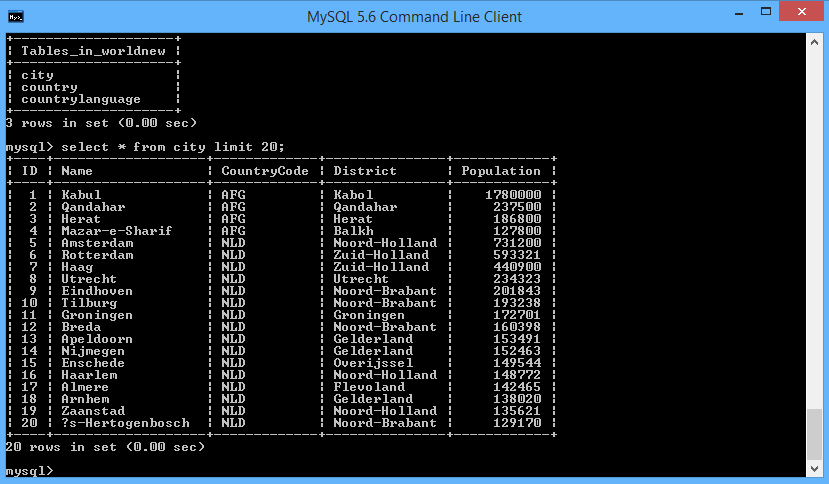 MySQL 5.6 Command Line Client
+--------------------+
| Tables_in_worldnew |
+--------------------+
| city               |
| country            |
| countrylanguage    |
+--------------------+
3 rows in set (0.00 sec)
mysql> select * from city limit 20;
+----+------------------+-------------+---------------+------------+
| ID | Name             | CountryCode | District      | Population |
+----+------------------+-------------+---------------+------------+
|  1 | Kabul            | AFG         | Kabol         |    1780000 |
|  2 | Qandahar         | AFG         | Qandahar      |     237500 |
|  3 | Herat            | AFG         | Herat         |     186800 |
|  4 | Mazar-e-Sharif   | AFG         | Balkh         |     127800 |
|  5 | Amsterdam        | NLD         | Noord-Holland |     731200 |
|  6 | Rotterdam        | NLD         | Zuid-Holland  |     593321 |
|  7 | Haag             | NLD         | Zuid-Holland  |     440900 |
|  8 | Utrecht          | NLD         | Utrecht       |     234323 |
|  9 | Eindhoven        | NLD         | Noord-Brabant |     201843 |
| 10 | Tilburg          | NLD         | Noord-Brabant |     193238 |
| 11 | Groningen        | NLD         | Groningen     |     172701 |
| 12 | Breda            | NLD         | Noord-Brabant |     160398 |
| 13 | Apeldoorn        | NLD         | Gelderland    |     153491 |
| 14 | Nijmegen         | NLD         | Gelderland    |     152463 |
| 15 | Enschede         | NLD         | Overijssel    |     149544 |
| 16 | Haarlem          | NLD         | Noord-Holland |     148772 |
| 17 | Almere           | NLD         | Flevoland     |     142465 |
| 18 | Arnhem           | NLD         | Gelderland    |     138020 |
| 19 | Zaanstad         | NLD         | Noord-Holland |     135621 |
| 20 | ?s-Hertogenbosch | NLD         | Noord-Brabant |     129170 |
+----+------------------+-------------+---------------+------------+
20 rows in set (0.00 sec)
mysql>